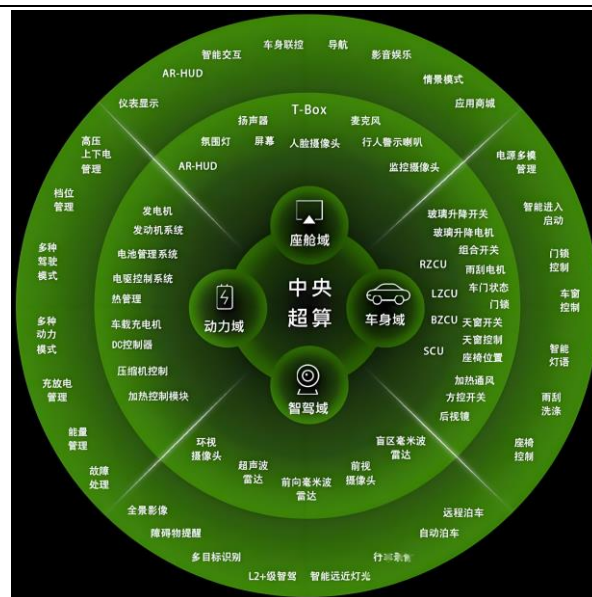 智能交互
车身联控
导航
影音娱乐
AR-HUD
情景模式
仪表显示
应用商城
T-Box
扬声器
麦克风
氛围灯
屏幕
人脸摄像头
行人警示喇叭
AR-HUD
监控摄像头
高压
上下电
管理
档位
管理
多种
驾驶
模式
多种
动力
模式
充放电
管理
能量
管理
故障
处理
发电机
发动机系统
电池管理系统
电驱控制系统
热管理
车载充电机
DC控制器
压缩机控制
加热控制模块
座舱域
动力域
中央
超算
车身域
智驾域
RZCU
LZCU
BZCU
SCU
玻璃升降开关
玻璃升降电机
组合开关
雨刮电机
车门状态
门锁
天窗开关
天窗控制
座椅位置
加热通风
方控开关
后视镜
电源多模
管理
智能进入
启动
门锁
控制
车窗
控制
智能
灯语
雨刮
洗涤
座椅
控制
环视
摄像头
超声波
雷达
前向毫米波
雷达
前视
摄像头
盲区毫米波
雷达
全景影像
障碍物提醒
多目标识别
L2+级智驾
智能远近灯光
自动泊车
远程泊车